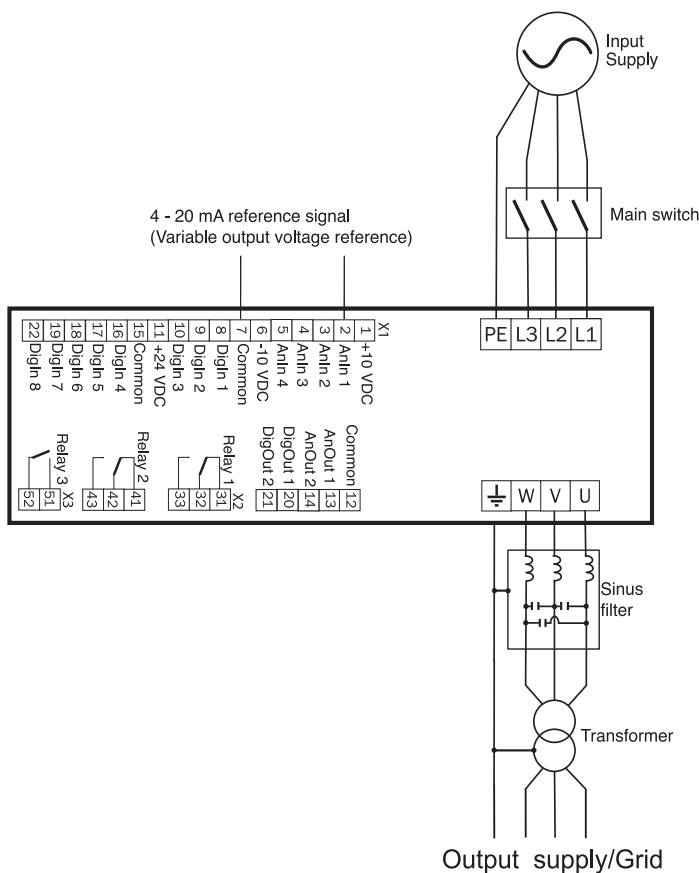 Input
Supply
Main switch
4 - 20 mA reference signal
(Variable output voltage reference)
PE L3 L2 L1
X1
1 +10 VDC
2 AnIn 1
3 AnIn 2
4 AnIn 3
5 AnIn 4
6 -10 VDC
7 Common
8 DigIn 1
9 DigIn 2
10 DigIn 3
11 +24 VDC
15 Common
16 DigIn 4
17 DigIn 5
18 DigIn 6
19 DigIn 7
22 DigIn 8
Common 12
AnOut 1 13
AnOut 2 14
DigOut 1 20
DigOut 2 21
Relay 1
31
32
33
X2
Relay 2
41
42
43
Relay 3
51
52
X3
W V U
Sinus
filter
Transformer
Output supply/Grid